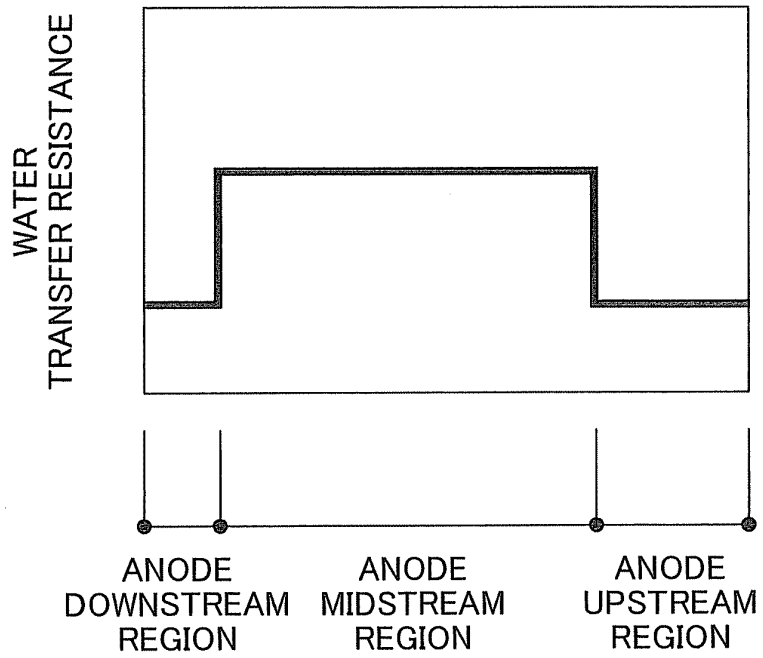 WATER
TRANSFER RESISTANCE
ANODE
DOWNSTREAM
REGION
ANODE
MIDSTREAM
REGION
ANODE
UPSTREAM
REGION